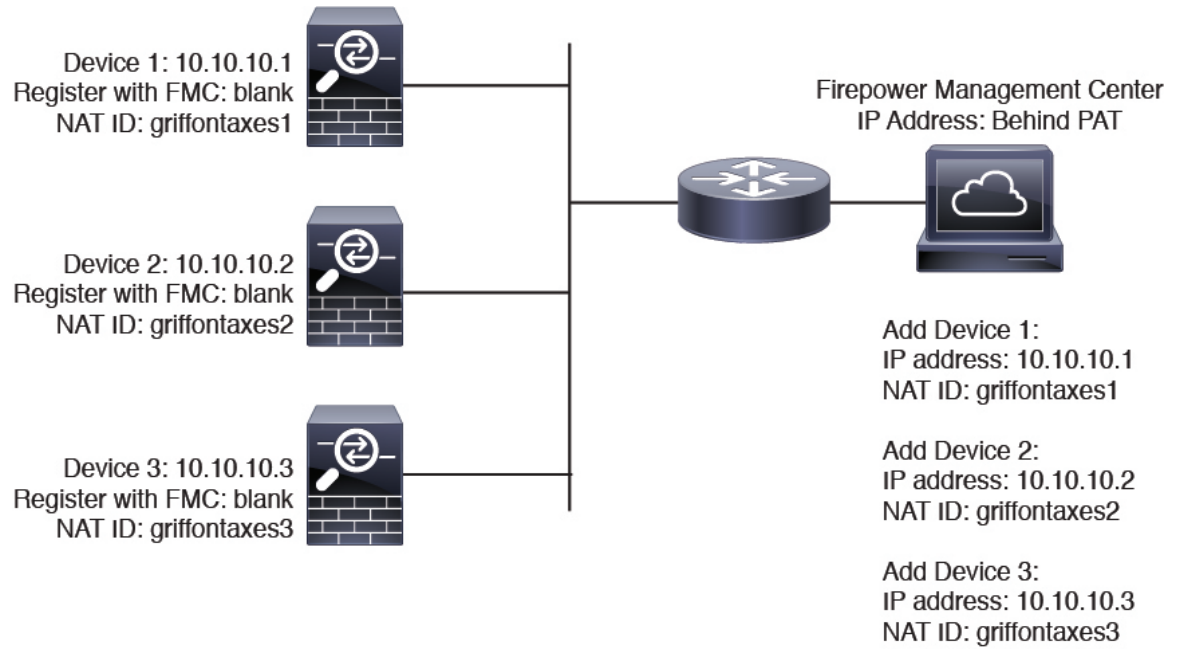 Device 1: 10.10.10.1
Register with FMC: blank
NAT ID: griffontaxes1
Device 2: 10.10.10.2
Register with FMC: blank
NAT ID: griffontaxes2
Device 3: 10.10.10.3
Register with FMC: blank
NAT ID: griffontaxes3
Firepower Management Center
IP Address: Behind PAT
Add Device 1:
IP address: 10.10.10.1
NAT ID: griffontaxes1
Add Device 2:
IP address: 10.10.10.2
NAT ID: griffontaxes2
Add Device 3:
IP address: 10.10.10.3
NAT ID: griffontaxes3